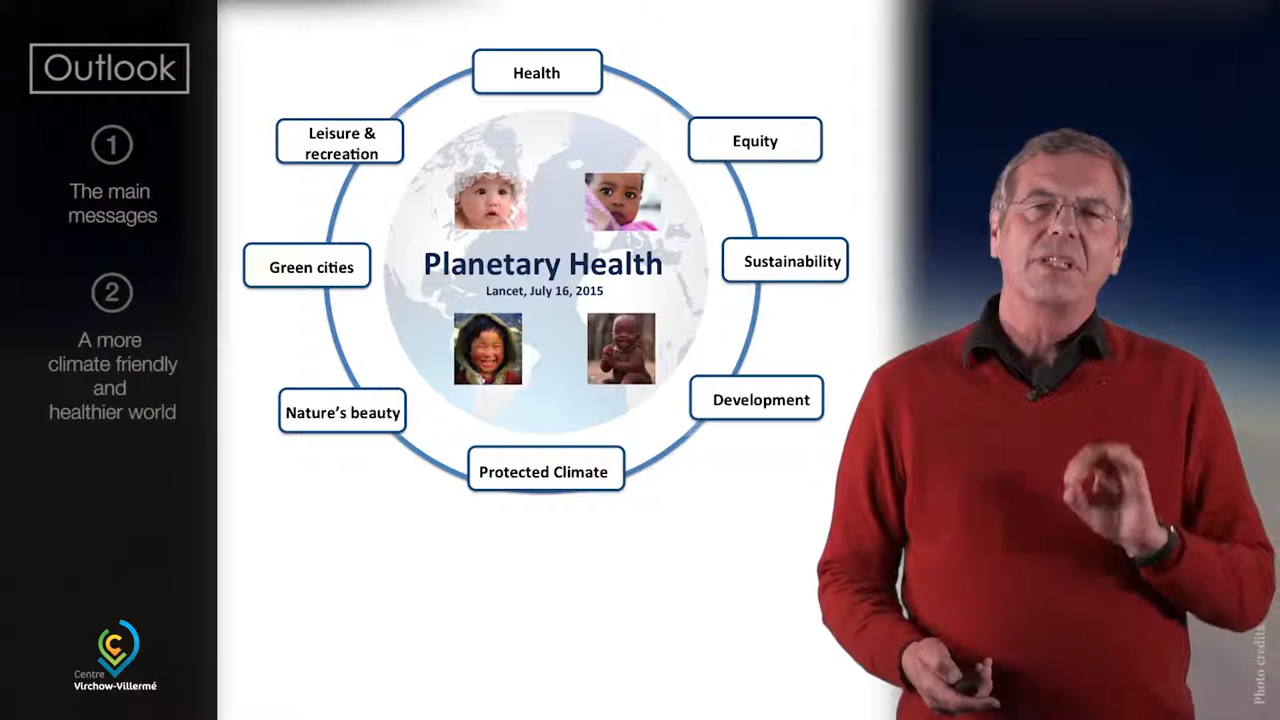 Outlook
1
The main
messages
2
A more
climate friendly
and
healthier world
Centre
Virchow-Villermé
Health
Leisure &
recreation
Equity
Green cities
Sustainability
Planetary Health
Lancet, July 16, 2015
Nature's beauty
Development
Protected Climate
Photo credit